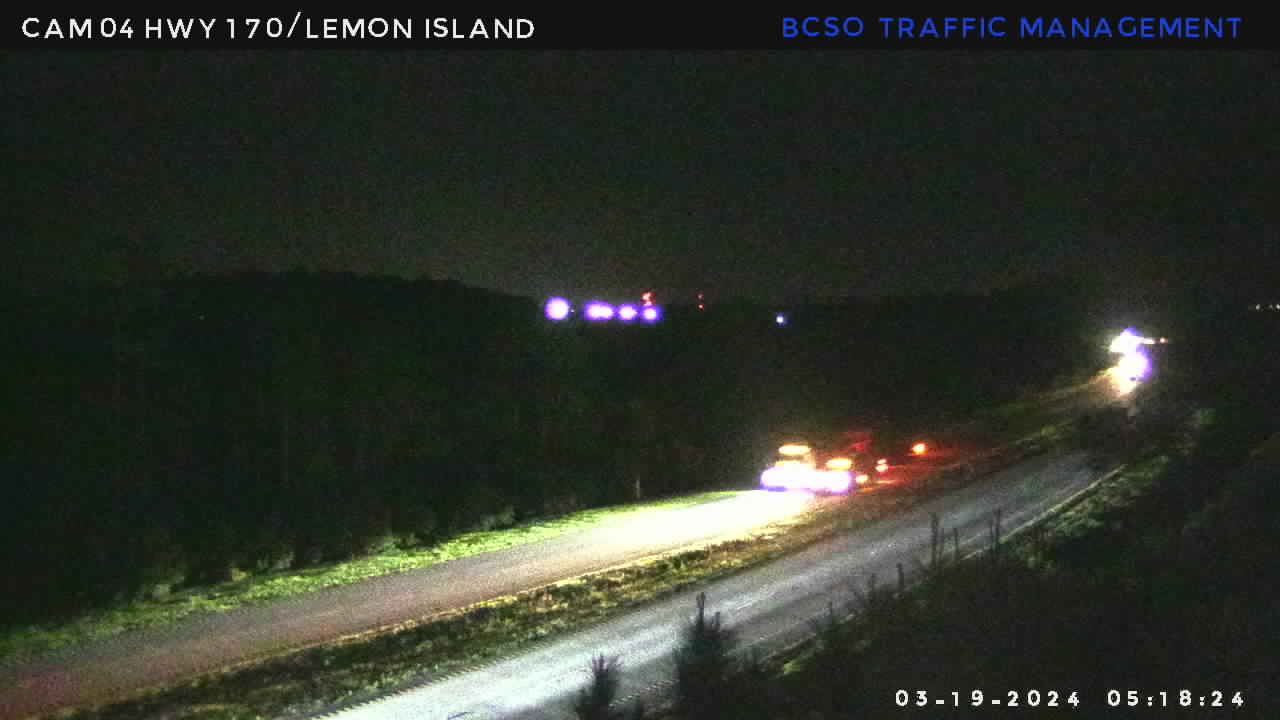 CAM04 HWY 170/LEMON ISLAND
BCSO TRAFFIC MANAGEMENT
03-19-2024 05:18:24